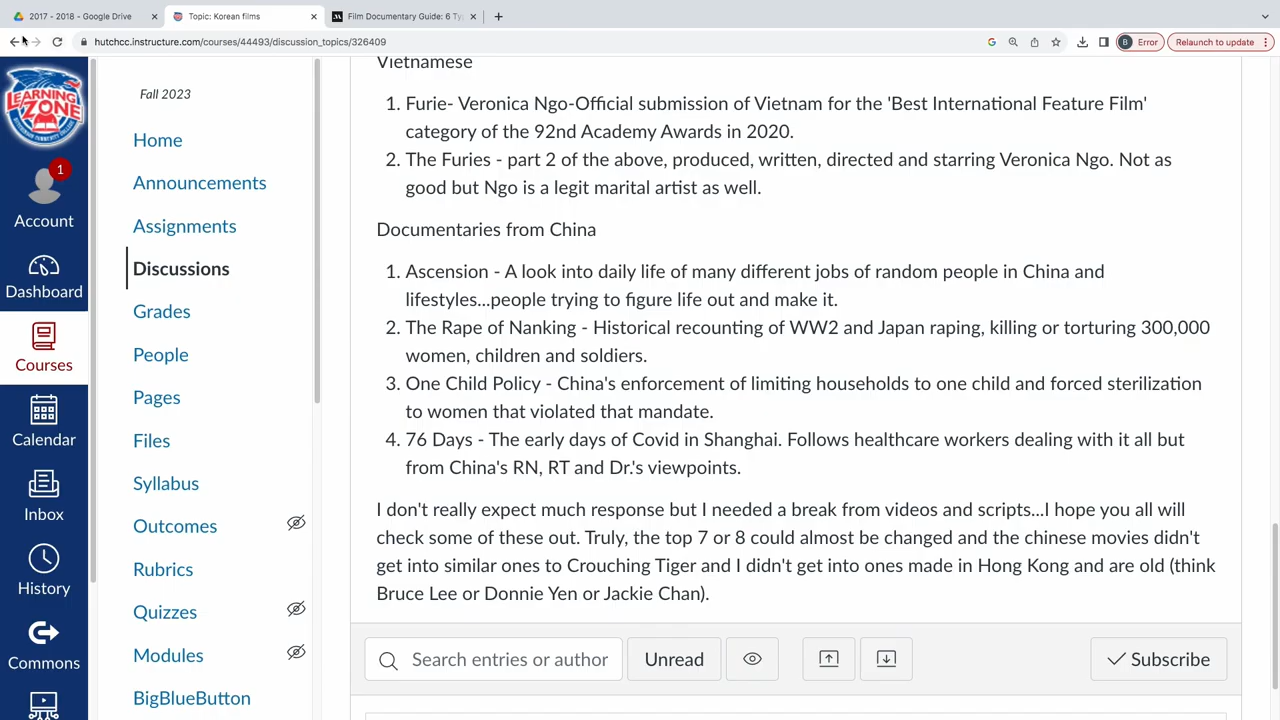 2017 - 2018 - Google Drive
Topic: Korean films
Film Documentary Guide: 6 Ty
hutchcc.instructure.com/courses/44493/discussion_topics/326409
B Error
Relaunch to update
LEARNING ZONE
1
Account
Dashboard
Courses
Calendar
Inbox
History
Commons
Fall 2023
Home
Announcements
Assignments
Discussions
Grades
People
Pages
Files
Syllabus
Outcomes
Rubrics
Quizzes
Modules
BigBlueButton
Vietnamese
1. Furie- Veronica Ngo-Official submission of Vietnam for the 'Best International Feature Film'
category of the 92nd Academy Awards in 2020.
2. The Furies - part 2 of the above, produced, written, directed and starring Veronica Ngo. Not as
good but Ngo is a legit marital artist as well.
Documentaries from China
1. Ascension - A look into daily life of many different jobs of random people in China and
lifestyles...people trying to figure life out and make it.
2. The Rape of Nanking - Historical recounting of WW2 and Japan raping, killing or torturing 300,000
women, children and soldiers.
3. One Child Policy - China's enforcement of limiting households to one child and forced sterilization
to women that violated that mandate.
4. 76 Days - The early days of Covid in Shanghai. Follows healthcare workers dealing with it all but
from China's RN, RT and Dr.'s viewpoints.
I don't really expect much response but I needed a break from videos and scripts...I hope you all will
check some of these out. Truly, the top 7 or 8 could almost be changed and the chinese movies didn't
get into similar ones to Crouching Tiger and I didn't get into ones made in Hong Kong and are old (think
Bruce Lee or Donnie Yen or Jackie Chan).
Search entries or author
Unread
Subscribe